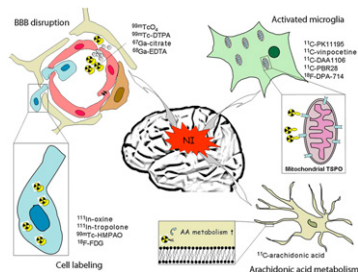 BBB disruption
⁹⁹ᵐTcO₄
⁹⁹ᵐTc-DTPA
⁶⁷Ga-citrate
⁶⁸Ga-EDTA
Activated microglia
¹¹C-PK11195
¹¹C-vinpocetine
¹¹C-DAA1106
¹¹C-PBR28
¹⁸F-DPA-714
Mitochondrial TSPO
NI
¹¹¹In-oxine
¹¹¹In-tropolone
⁹⁹ᵐTc-HMPAO
¹⁸F-FDG
Cell labeling
AA metabolism ↑
¹¹C-arachidonic acid
Arachidonic acid metabolism